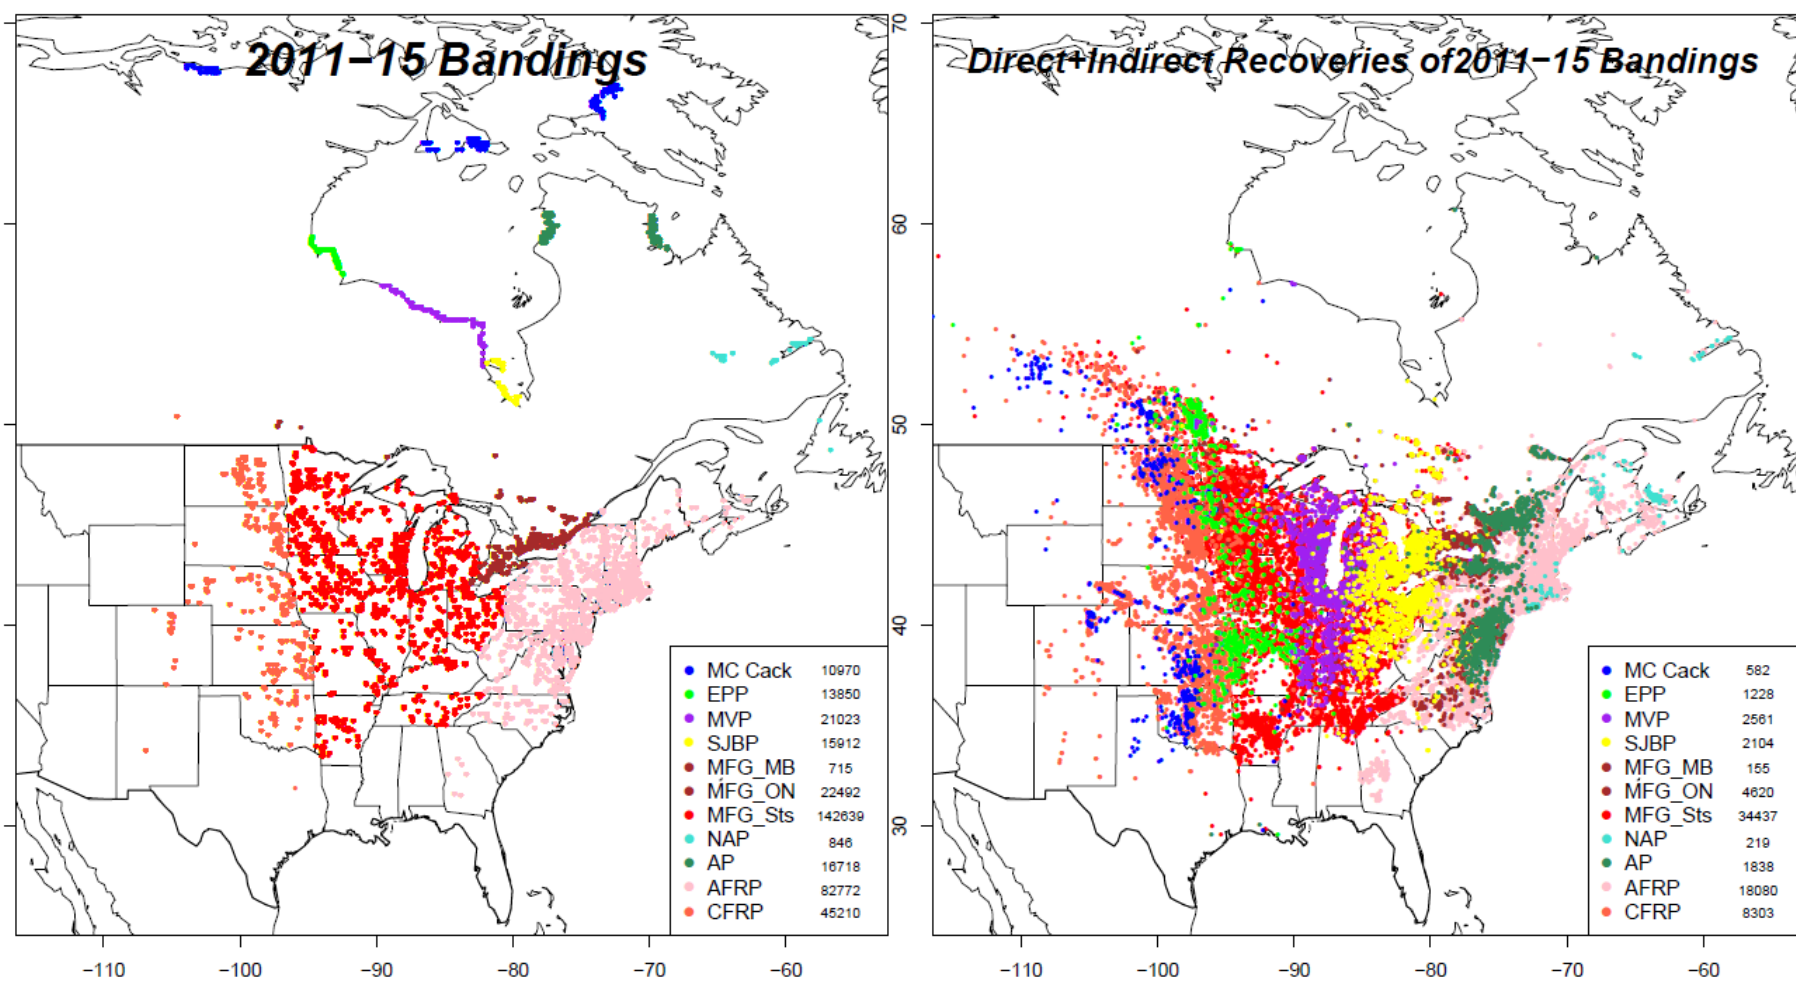 2011−15 Bandings
70
60
50
40
30
MC Cack 10970
EPP 13850
MVP 21023
SJBP 15912
MFG_MB 715
MFG_ON 22492
MFG_Sts 142639
NAP 846
AP 16718
AFRP 82772
CFRP 45210
−110 −100 −90 −80 −70 −60
Direct+Indirect Recoveries of2011−15 Bandings
MC Cack 582
EPP 1228
MVP 2561
SJBP 2104
MFG_MB 155
MFG_ON 4620
MFG_Sts 34437
NAP 219
AP 1838
AFRP 18080
CFRP 8303
−110 −100 −90 −80 −70 −60